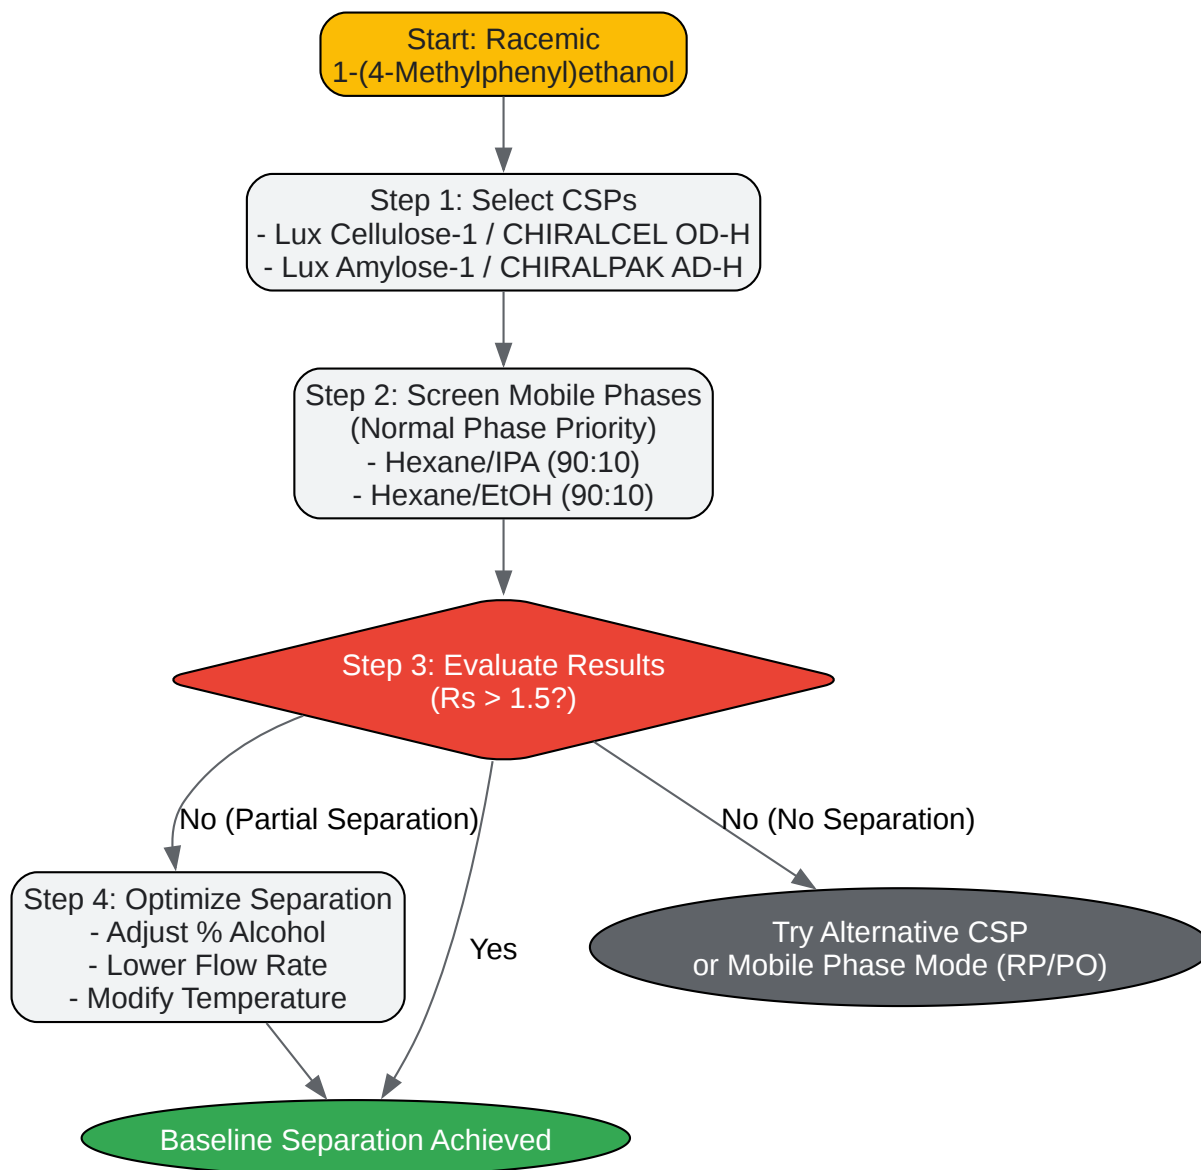 Start: Racemic
1-(4-Methylphenyl)ethanol
Step 1: Select CSPs
- Lux Cellulose-1 / CHIRALCEL OD-H
- Lux Amylose-1 / CHIRALPAK AD-H
Step 2: Screen Mobile Phases
(Normal Phase Priority)
- Hexane/IPA (90:10)
- Hexane/EtOH (90:10)
Step 3: Evaluate Results
(Rs > 1.5?)
No (Partial Separation)
No (No Separation)
Step 4: Optimize Separation
- Adjust % Alcohol
- Lower Flow Rate
- Modify Temperature
Yes
Try Alternative CSP
or Mobile Phase Mode (RP/PO)
Baseline Separation Achieved